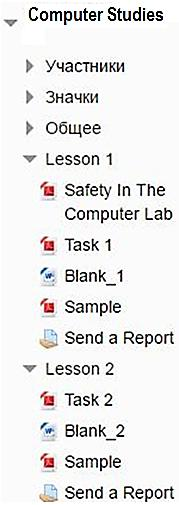 Computer Studies
Участники
Значки
Общее
Lesson 1
Safety In The
Computer Lab
Task 1
Blank_1
Sample
Send a Report
Lesson 2
Task 2
Blank_2
Sample
Send a Report